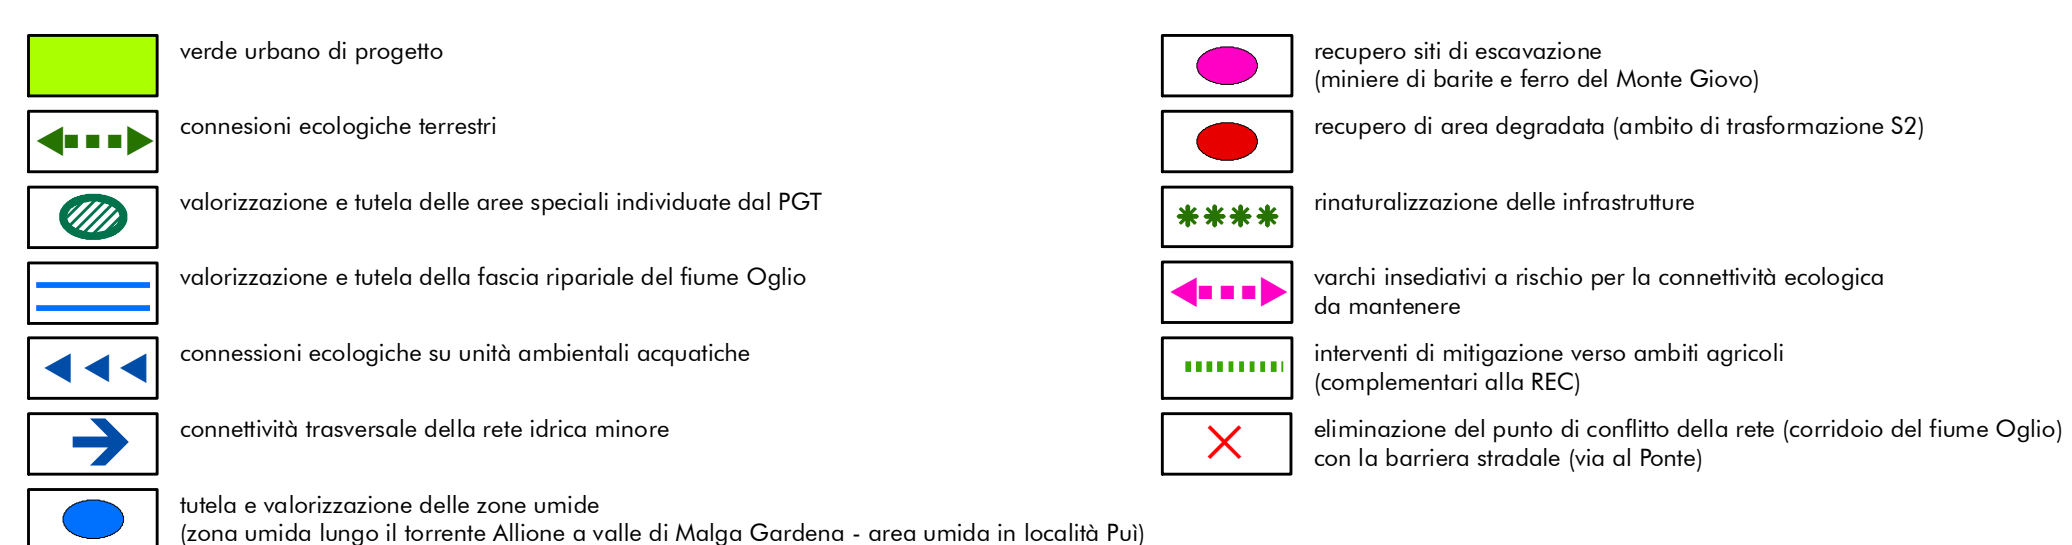 verde urbano di progetto
connesioni ecologiche terrestri
valorizzazione e tutela delle aree speciali individuate dal PGT
valorizzazione e tutela della fascia ripariale del fiume Oglio
connessioni ecologiche su unità ambientali acquatiche
connettività trasversale della rete idrica minore
tutela e valorizzazione delle zone umide
(zona umida lungo il torrente Allione a valle di Malga Gardena - area umida in località Puì)
recupero siti di escavazione
(miniere di barite e ferro del Monte Giovo)
recupero di area degradata (ambito di trasformazione S2)
rinaturalizzazione delle infrastrutture
varchi insediativi a rischio per la connettività ecologica
da mantenere
interventi di mitigazione verso ambiti agricoli
(complementari alla REC)
eliminazione del punto di conflitto della rete (corridoio del fiume Oglio)
con la barriera stradale (via al Ponte)